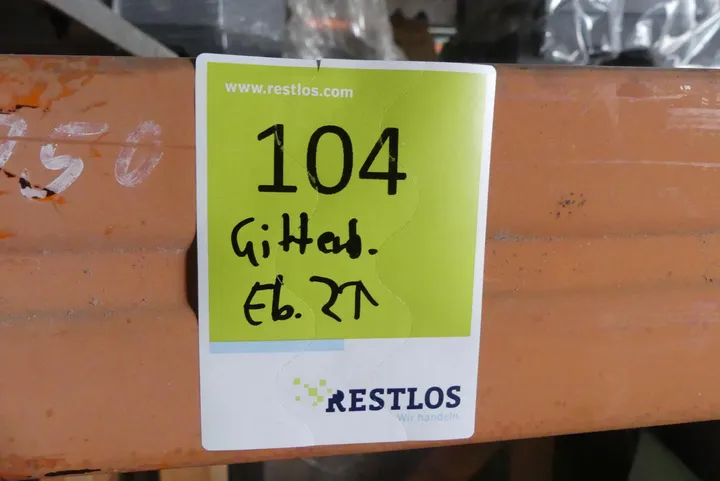 www.restlos.com
104
Gitterb.
Eb. 2↑
RESTLOS
Wir handeln.